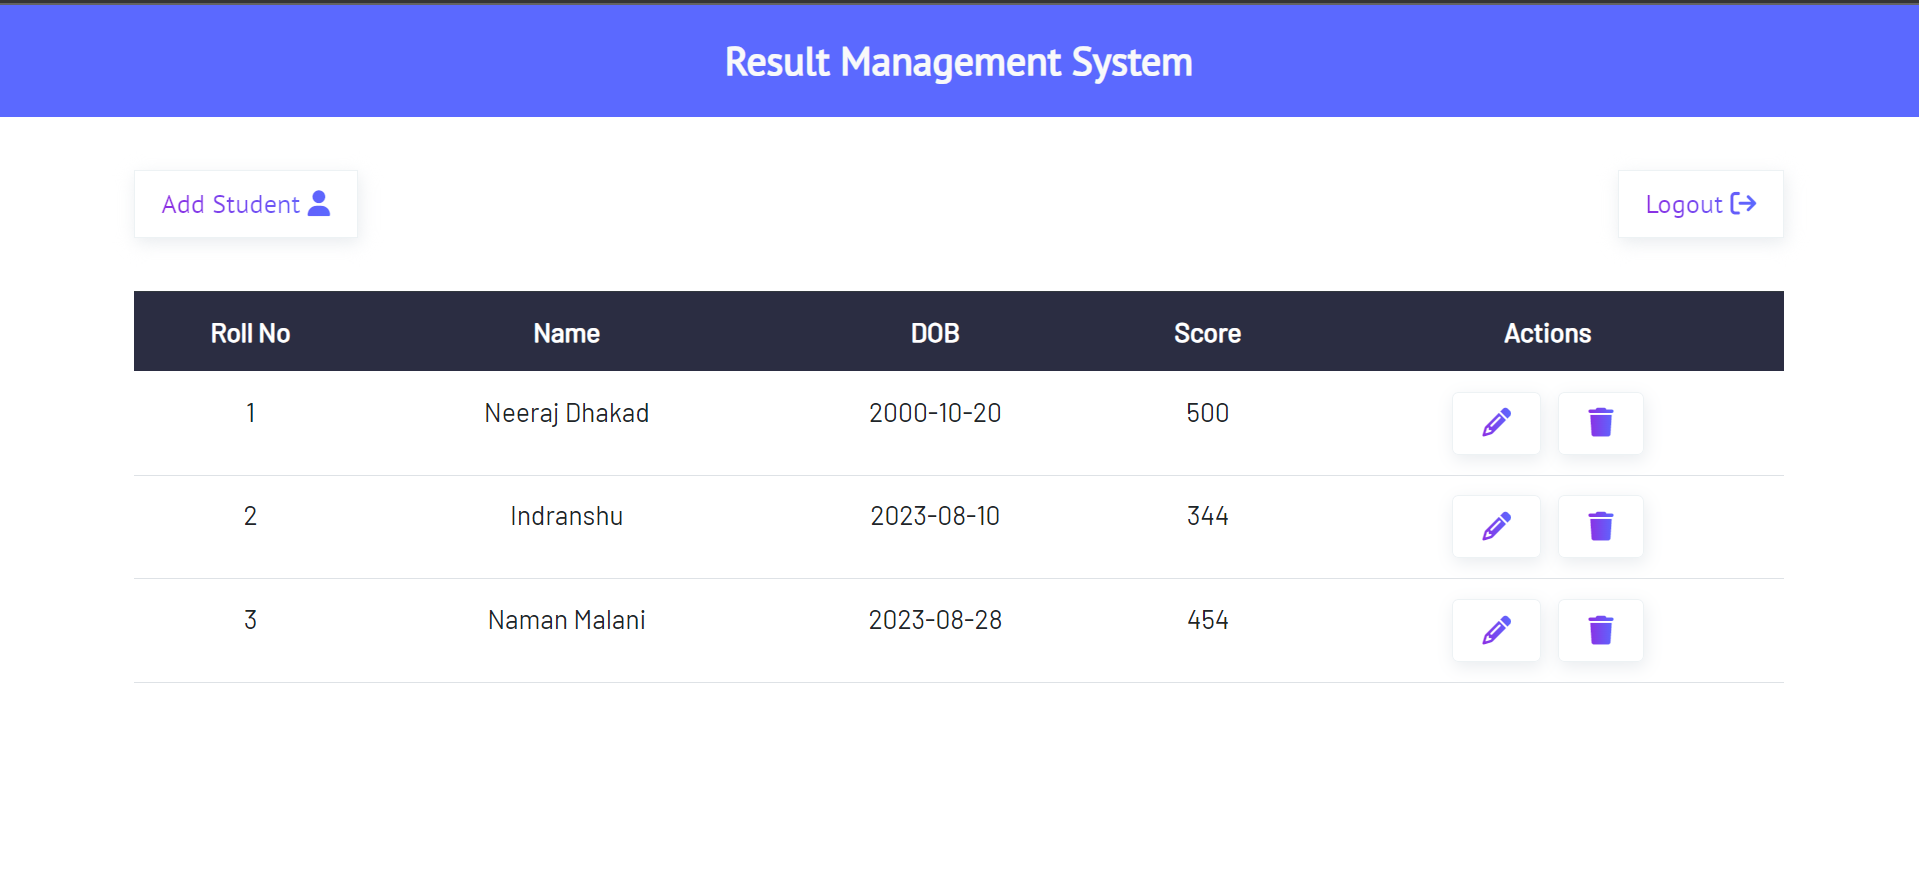 Result Management System
Add Student
Logout
Roll No Name DOB Score Actions
1 Neeraj Dhakad 2000-10-20 500
2 Indranshu 2023-08-10 344
3 Naman Malani 2023-08-28 454